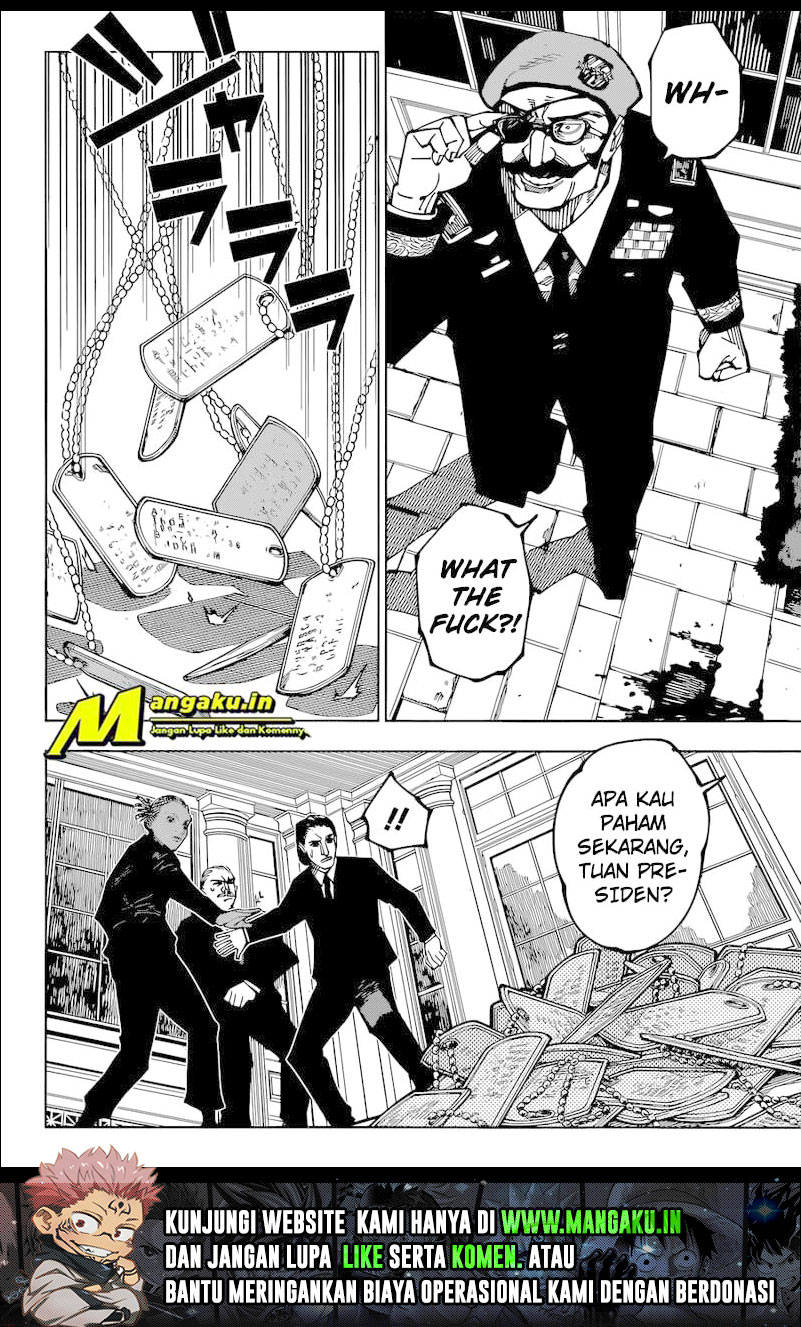 WH-
ジャラララ
WHAT
THE
FUCK?!
Mangaku.in
Jangan Lupa Like dan Komennya
!!
APA KAU
PAHAM
SEKARANG,
TUAN PRE-
SIDEN?
KUNJUNGI WEBSITE KAMI HANYA DI WWW.MANGAKU.IN
DAN JANGAN LUPA LIKE SERTA KOMEN. ATAU
BANTU MERINGANKAN BIAYA OPERASIONAL KAMI DENGAN BERDONASI